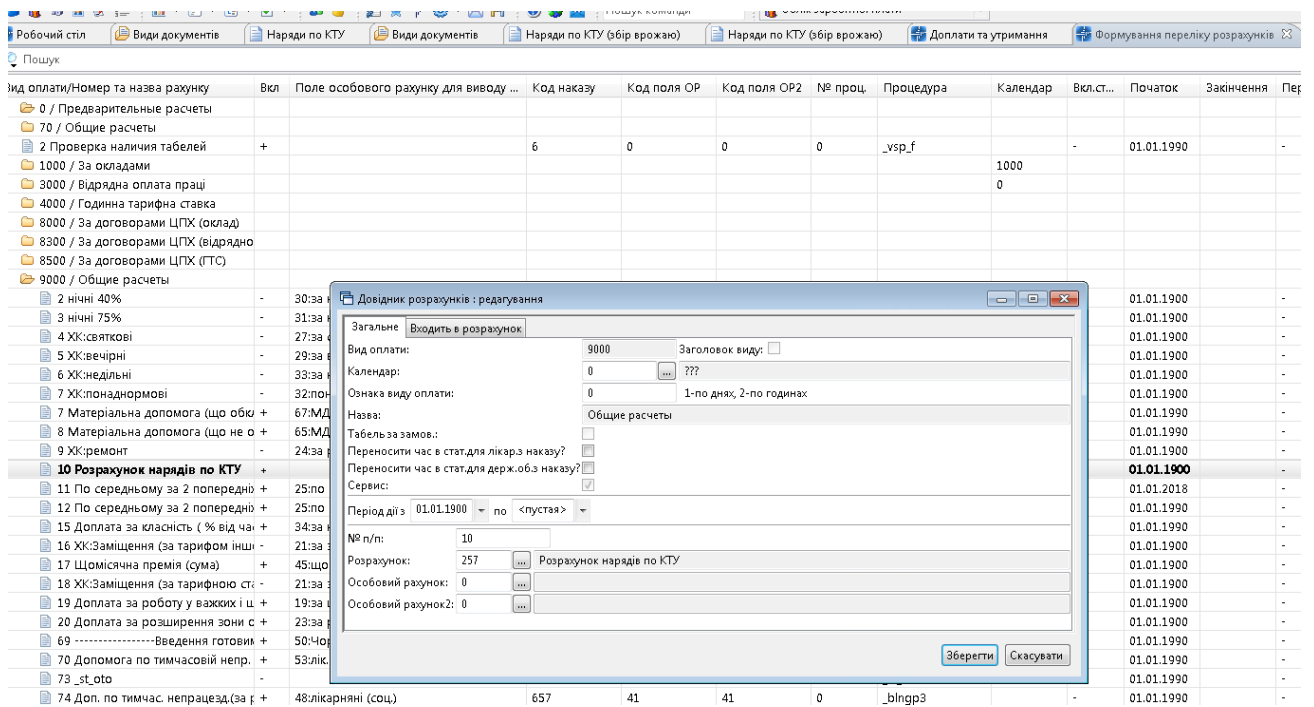 Пошук команди
Робочий стіл Види документів Наряди по КТУ Види документів Наряди по КТУ (збір врожаю) Наряди по КТУ (збір врожаю) Доплати та утримання Формування переліку розрахунків
Пошук
Зид оплати/Номер та назва рахунку Вкл Поле особового рахунку для виводу ... Код наказу Код поля ОР Код поля ОР2 № проц. Процедура Календар Вкл.ст... Початок Закінчення Пер
0 / Предварительные расчеты
70 / Общие расчеты
2 Проверка наличия табелей + 6 0 0 0 _vsp_f - 01.01.1990 -
1000 / За окладами 1000
3000 / Відрядна оплата праці 0
4000 / Годинна тарифна ставка
8000 / За договорами ЦПХ (оклад)
8300 / За договорами ЦПХ (відрядно
8500 / За договорами ЦПХ (ГТС)
9000 / Общие расчеты
2 нічні 40% - 30:за 01.01.1900 -
3 нічні 75% - 31:за 01.01.1900 -
4 ХК:святкові - 27:за 01.01.1900 -
5 ХК:вечірні - 29:за 01.01.1900 -
6 ХК:недільні - 33:за 01.01.1900 -
7 ХК:понаднормові - 32:пон 01.01.1900 -
7 Матеріальна допомога (що обк + 67:МД 01.01.1990 -
8 Матеріальна допомога (що не о + 65:МД 01.01.1990 -
9 ХК:ремонт - 24:за 01.01.1900 -
10 Розрахунок нарядів по КТУ + 01.01.1900 -
11 По середньому за 2 попередні + 25:по 01.01.2018 -
12 По середньому за 2 попередні + 25:по 01.01.1990 -
15 Доплата за класність ( % від ча + 34:за 01.01.1990 -
16 ХК:Заміщення (за тарифом інш - 21:за 01.01.1900 -
17 Щомісячна премія (сума) + 45:що 01.01.1990 -
18 ХК:Заміщення (за тарифною ст - 21:за 01.01.1900 -
19 Доплата за роботу у важких і ш + 19:за 01.01.1900 -
20 Доплата за розширення зони о + 23:за 01.01.1900 -
69 -----------------Введення готови + 50:Чор 01.01.1990 -
70 Допомога по тимчасовій непр. + 53:лік. 01.01.1990 -
73 _st_oto - 01.01.1990 -
74 Доп. по тимчас. непрацезд.(за р + 48:лікарняні (соц.) 657 41 41 0 _blngp3 - 01.01.1990 -
Довідник розрахунків : редагування
Загальне Входить в розрахунок
Вид оплати: 9000 Заголовок виду:
Календар: 0 ... ???
Ознака виду оплати: 0 1-по днях, 2-по годинах
Назва: Общие расчеты
Табель за замов.:
Переносити час в стат.для лікар.з наказу?
Переносити час в стат.для держ.об.з наказу?
Сервис:
Період дії з 01.01.1900 по <пустая>
№ п/п: 10
Розрахунок: 257 ... Розрахунок нарядів по КТУ
Особовий рахунок: 0 ...
Особовий рахунок2: 0 ...
Зберегти Скасувати